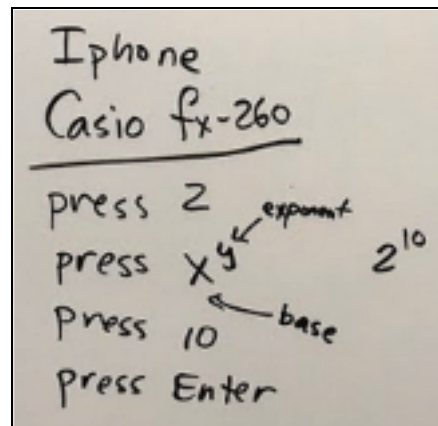 Iphone
Casio fx-260
press 2
exponent
press x^y 2^10
base
press 10
press Enter